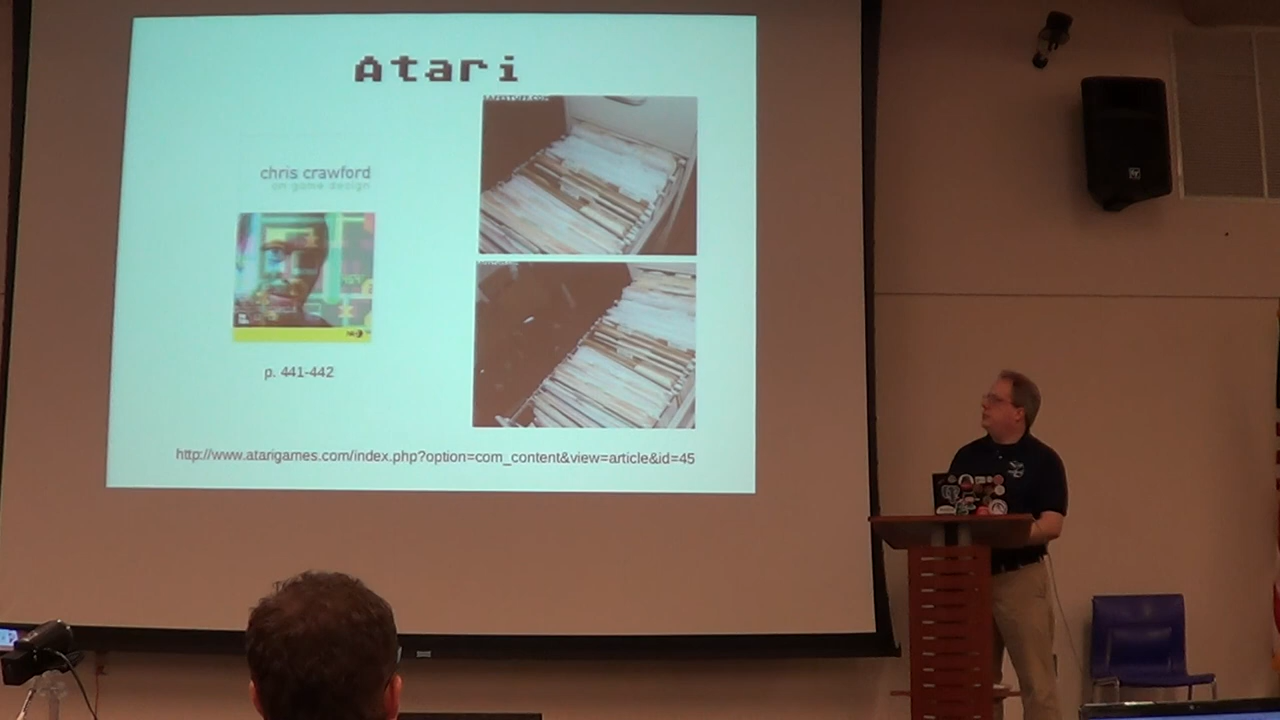 Atari
chris crawford
on game design
p. 441-442
http://www.atarigames.com/index.php?option=com_content&view=article&id=45